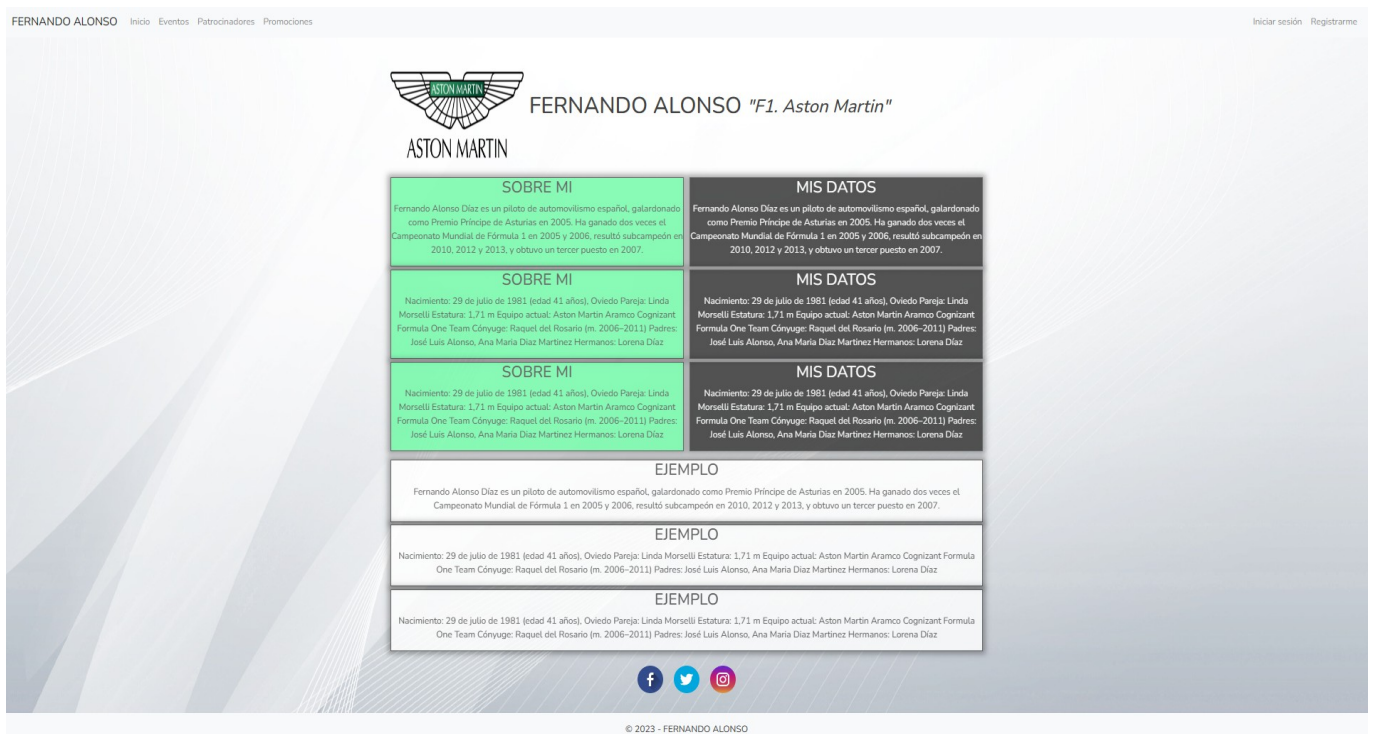 FERNANDO ALONSO Inicio Eventos Patrocinadores Promociones
Iniciar sesión Registrarme
ASTON MARTIN
ASTON MARTIN
FERNANDO ALONSO "F1. Aston Martin"
SOBRE MI
Fernando Alonso Díaz es un piloto de automovilismo español, galardonado
como Premio Príncipe de Asturias en 2005. Ha ganado dos veces el
Campeonato Mundial de Fórmula 1 en 2005 y 2006, resultó subcampeón en
2010, 2012 y 2013, y obtuvo un tercer puesto en 2007.
MIS DATOS
Fernando Alonso Díaz es un piloto de automovilismo español, galardonado
como Premio Príncipe de Asturias en 2005. Ha ganado dos veces el
Campeonato Mundial de Fórmula 1 en 2005 y 2006, resultó subcampeón en
2010, 2012 y 2013, y obtuvo un tercer puesto en 2007.
SOBRE MI
Nacimiento: 29 de julio de 1981 (edad 41 años), Oviedo Pareja: Linda
Morselli Estatura: 1,71 m Equipo actual: Aston Martin Aramco Cognizant
Formula One Team Cónyuge: Raquel del Rosario (m. 2006–2011) Padres:
José Luis Alonso, Ana Maria Diaz Martinez Hermanos: Lorena Díaz
MIS DATOS
Nacimiento: 29 de julio de 1981 (edad 41 años), Oviedo Pareja: Linda
Morselli Estatura: 1,71 m Equipo actual: Aston Martin Aramco Cognizant
Formula One Team Cónyuge: Raquel del Rosario (m. 2006–2011) Padres:
José Luis Alonso, Ana Maria Diaz Martinez Hermanos: Lorena Díaz
SOBRE MI
Nacimiento: 29 de julio de 1981 (edad 41 años), Oviedo Pareja: Linda
Morselli Estatura: 1,71 m Equipo actual: Aston Martin Aramco Cognizant
Formula One Team Cónyuge: Raquel del Rosario (m. 2006–2011) Padres:
José Luis Alonso, Ana Maria Diaz Martinez Hermanos: Lorena Díaz
MIS DATOS
Nacimiento: 29 de julio de 1981 (edad 41 años), Oviedo Pareja: Linda
Morselli Estatura: 1,71 m Equipo actual: Aston Martin Aramco Cognizant
Formula One Team Cónyuge: Raquel del Rosario (m. 2006–2011) Padres:
José Luis Alonso, Ana Maria Diaz Martinez Hermanos: Lorena Díaz
EJEMPLO
Fernando Alonso Díaz es un piloto de automovilismo español, galardonado como Premio Príncipe de Asturias en 2005. Ha ganado dos veces el
Campeonato Mundial de Fórmula 1 en 2005 y 2006, resultó subcampeón en 2010, 2012 y 2013, y obtuvo un tercer puesto en 2007.
EJEMPLO
Nacimiento: 29 de julio de 1981 (edad 41 años), Oviedo Pareja: Linda Morselli Estatura: 1,71 m Equipo actual: Aston Martin Aramco Cognizant Formula
One Team Cónyuge: Raquel del Rosario (m. 2006–2011) Padres: José Luis Alonso, Ana Maria Diaz Martinez Hermanos: Lorena Díaz
EJEMPLO
Nacimiento: 29 de julio de 1981 (edad 41 años), Oviedo Pareja: Linda Morselli Estatura: 1,71 m Equipo actual: Aston Martin Aramco Cognizant Formula
One Team Cónyuge: Raquel del Rosario (m. 2006–2011) Padres: José Luis Alonso, Ana Maria Diaz Martinez Hermanos: Lorena Díaz
© 2023 - FERNANDO ALONSO